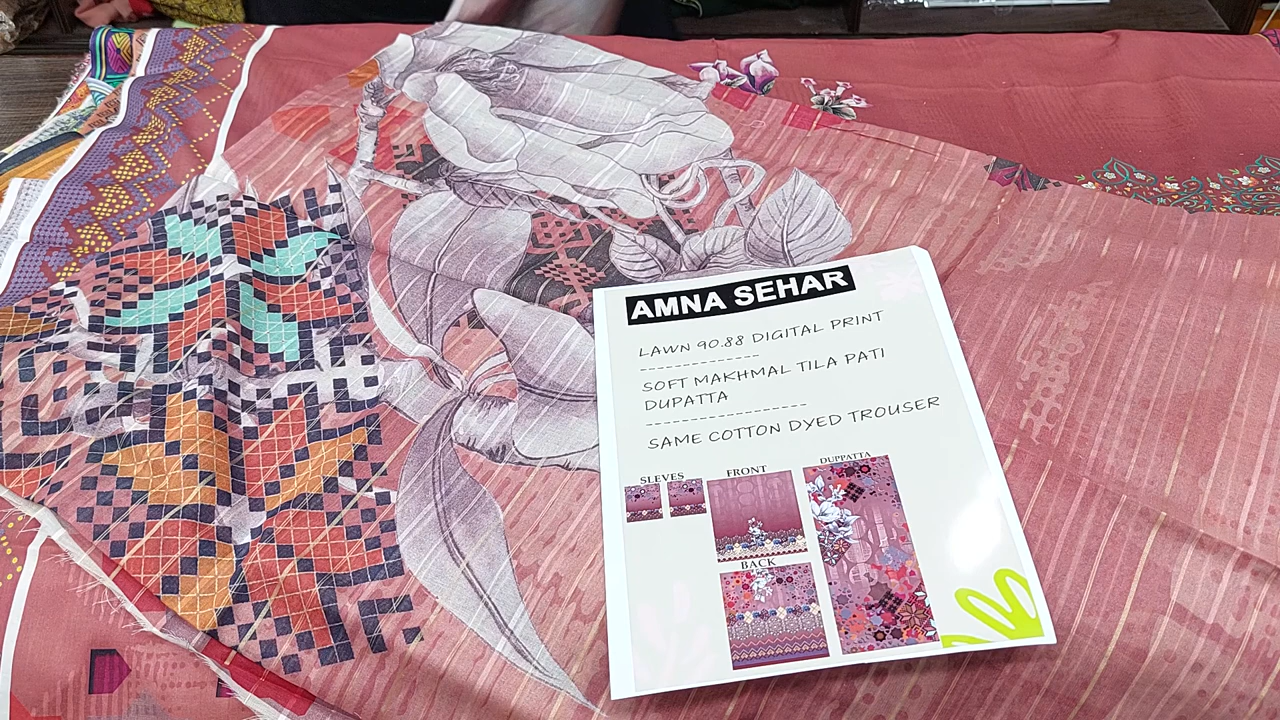 AMNA SEHAR
LAWN 90.88 DIGITAL PRINT
--------------
SOFT MAKHMAL TILA PATI
DUPATTA
-------------------
SAME COTTON DYED TROUSER
SLEVES
FRONT
DUPPATTA
BACK